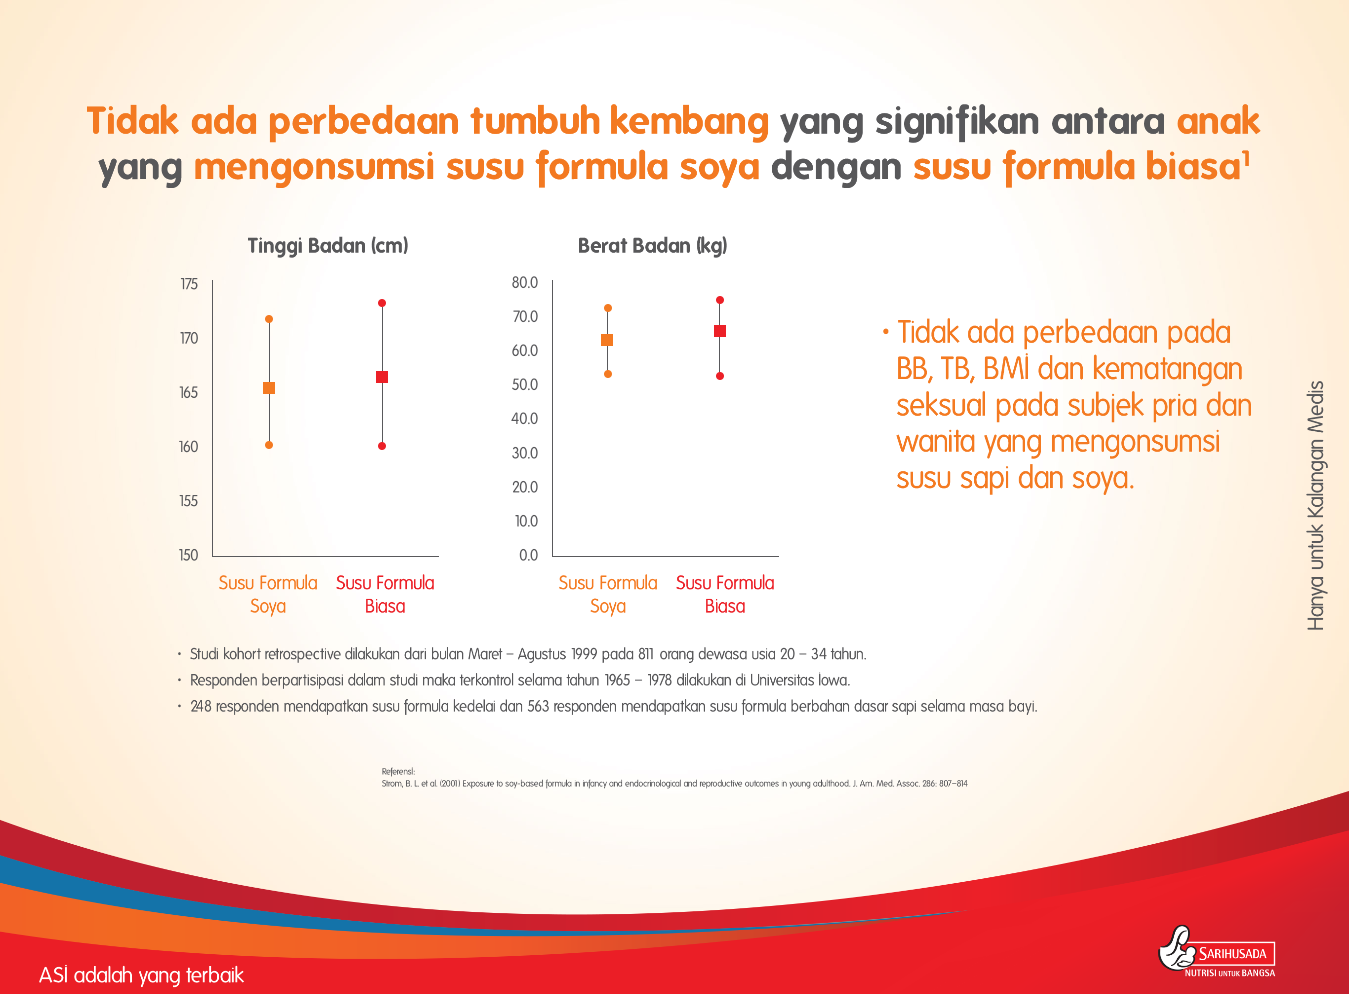 Tidak ada perbedaan tumbuh kembang yang signifikan antara anak
yang mengonsumsi susu formula soya dengan susu formula biasa¹
Tinggi Badan (cm)
175
170
165
160
155
150
Susu Formula
Soya
Susu Formula
Biasa
Berat Badan (kg)
80.0
70.0
60.0
50.0
40.0
30.0
20.0
10.0
0.0
Susu Formula
Soya
Susu Formula
Biasa
• Tidak ada perbedaan pada
BB, TB, BMI dan kematangan
seksual pada subjek pria dan
wanita yang mengonsumsi
susu sapi dan soya.
Hanya untuk Kalangan Medis
• Studi kohort retrospective dilakukan dari bulan Maret – Agustus 1999 pada 811 orang dewasa usia 20 – 34 tahun.
• Responden berpartisipasi dalam studi maka terkontrol selama tahun 1965 – 1978 dilakukan di Universitas Iowa.
• 248 responden mendapatkan susu formula kedelai dan 563 responden mendapatkan susu formula berbahan dasar sapi selama masa bayi.
Referensi:
Strom, B. L. et al. (2001) Exposure to soy-based formula in infancy and endocrinological and reproductive outcomes in young adulthood. J. Am. Med. Assoc. 286: 807–814
ASI adalah yang terbaik
SARIHUSADA
NUTRISI UNTUK BANGSA